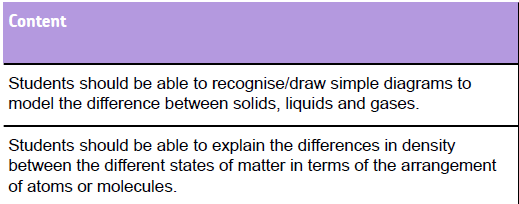 Content
Students should be able to recognise/draw simple diagrams to
model the difference between solids, liquids and gases.
Students should be able to explain the differences in density
between the different states of matter in terms of the arrangement
of atoms or molecules.